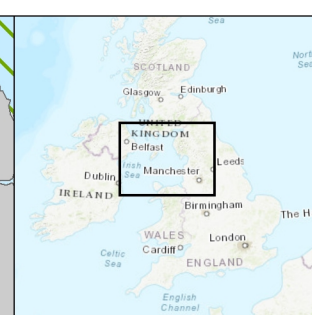 Sea
North
Sea
SCOTLAND
Glasgow
Edinburgh
UNITED
KINGDOM
Belfast
Irish
Sea
Leeds
Manchester
Dublin
IRELAND
Birmingham
The H
WALES
London
Cardiff
Celtic
Sea
ENGLAND
English
Channel